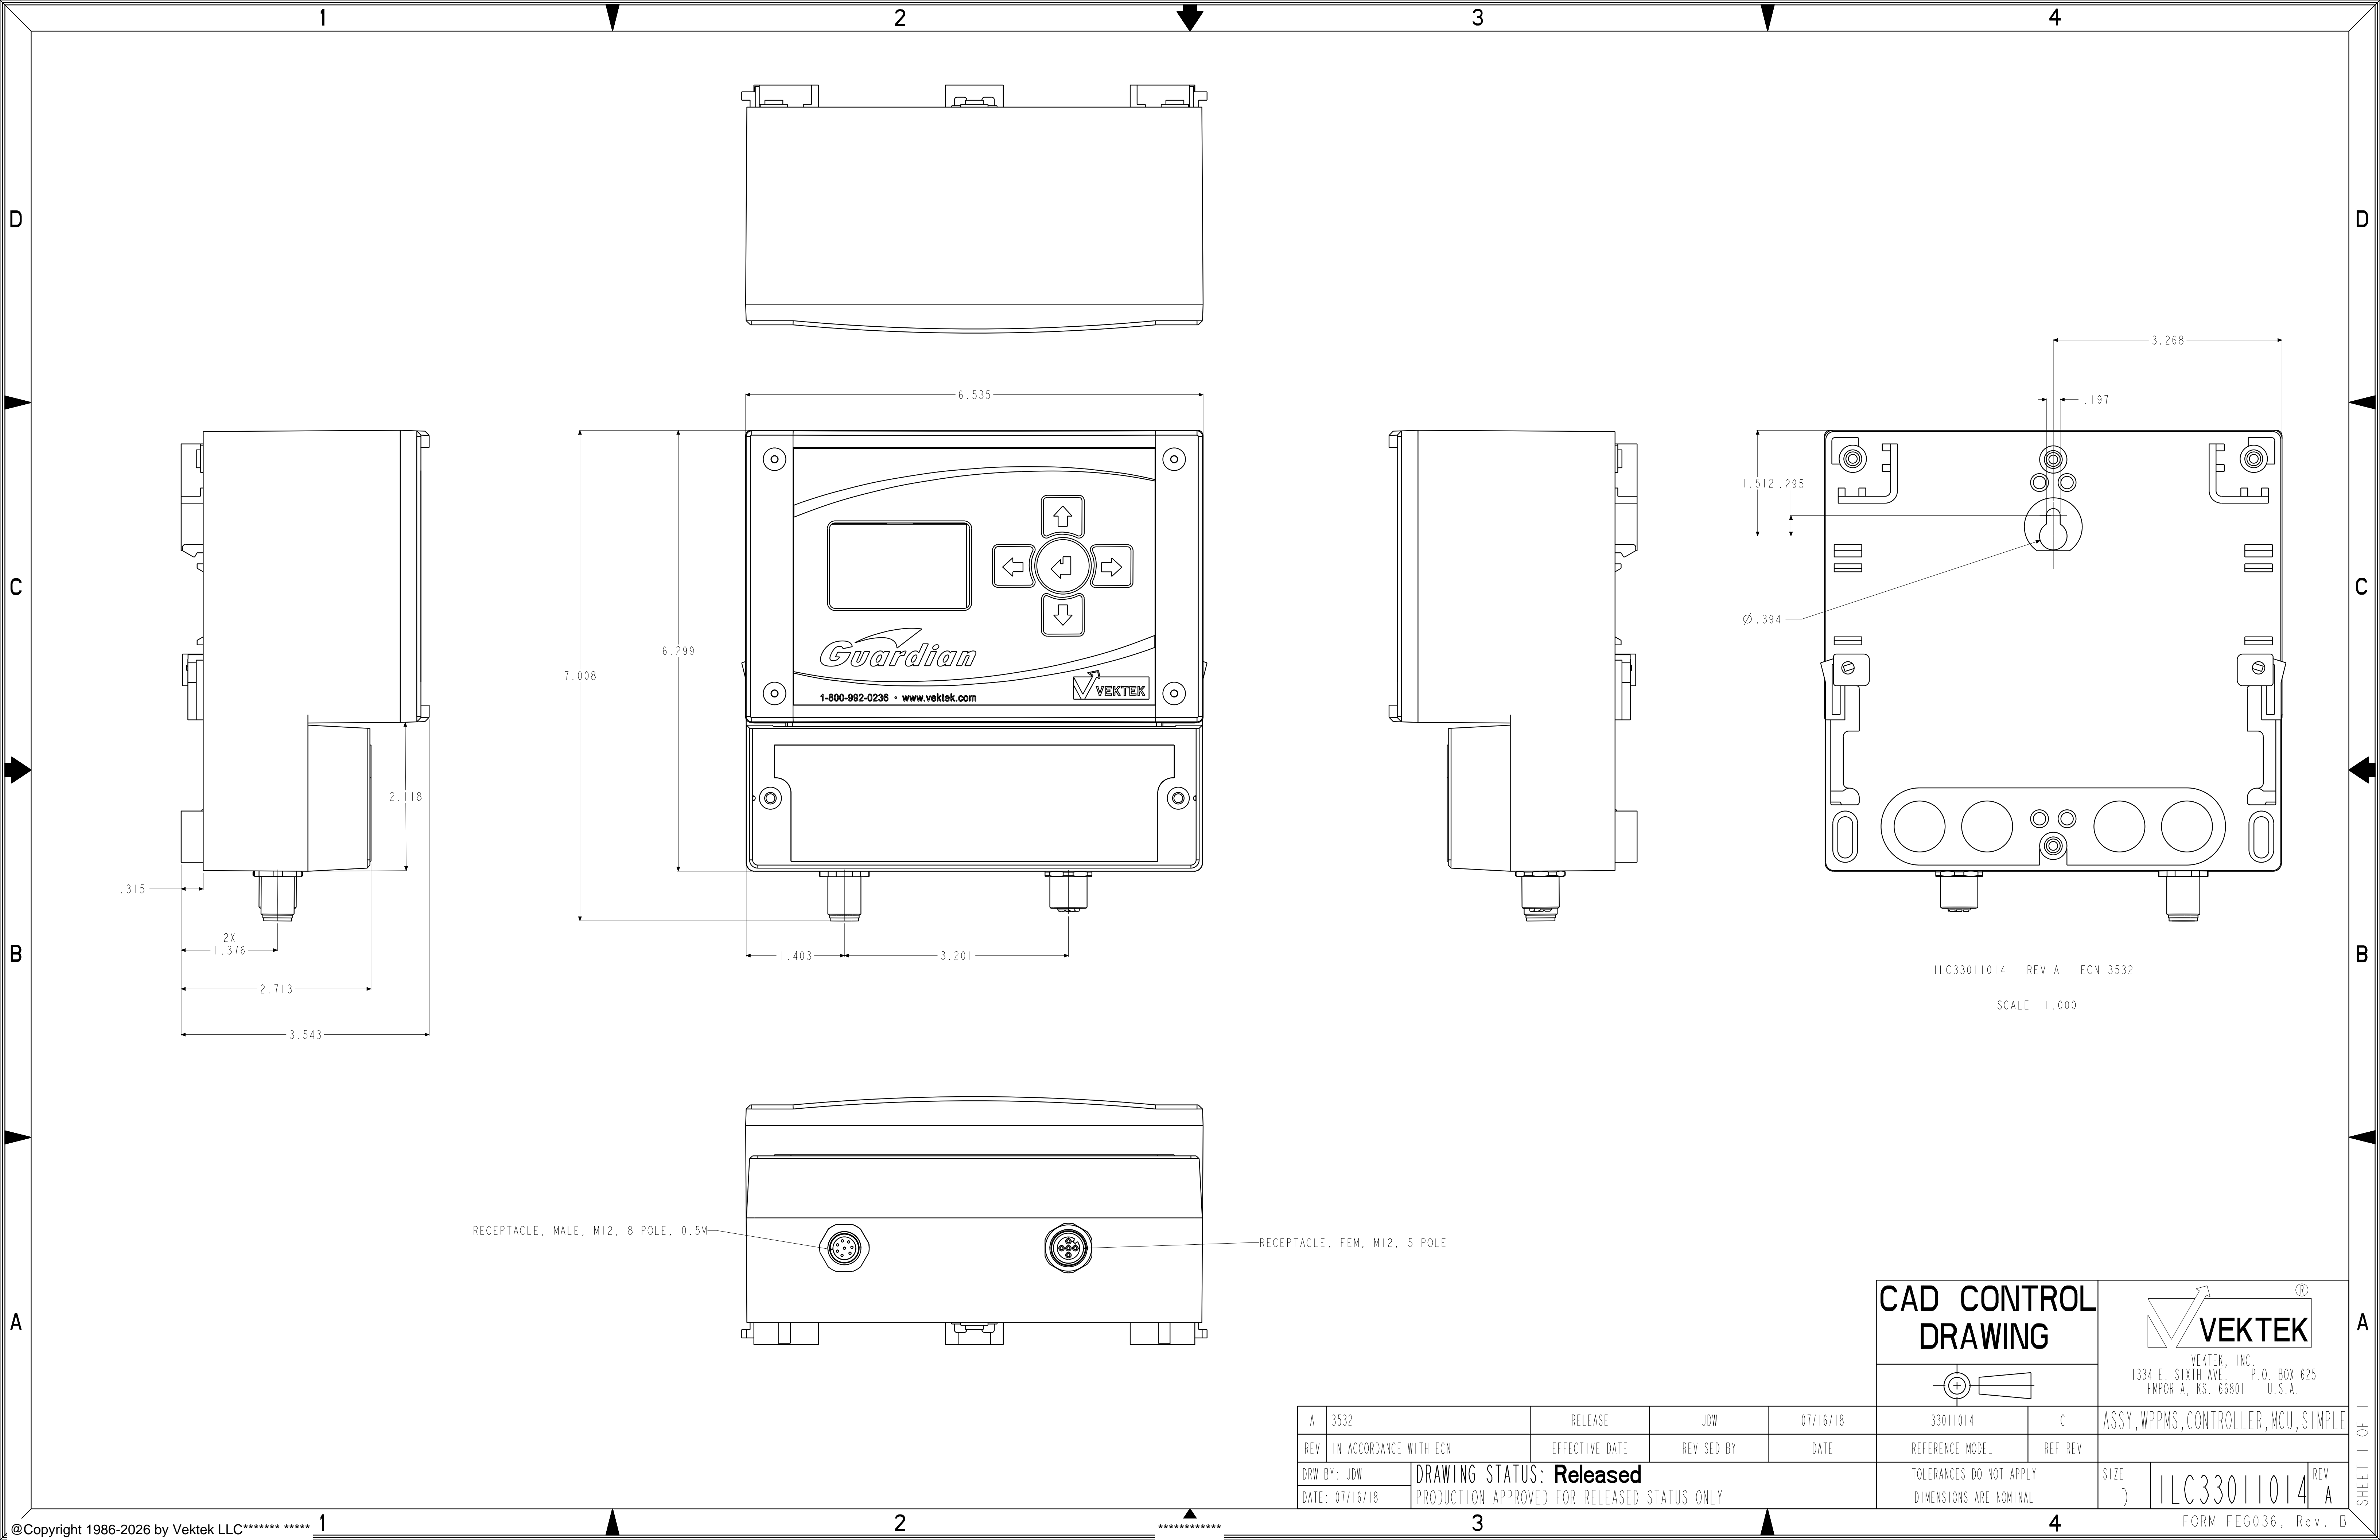 1 2 3 4
D D
C C
B B
A A
3.268
6.535
.197
1.512 .295
Ø.394
7.008
6.299
2.118
.315
2X
1.376
2.713
3.543
1.403
3.201
Guardian
1-800-992-0236 • www.vektek.com
VEKTEK
ILC33011014 REV A ECN 3532
SCALE 1.000
RECEPTACLE, MALE, M12, 8 POLE, 0.5M
RECEPTACLE, FEM, M12, 5 POLE
CAD CONTROL
DRAWING
®
VEKTEK
VEKTEK, INC.
1334 E. SIXTH AVE. P.O. BOX 625
EMPORIA, KS. 66801 U.S.A.
A 3532 RELEASE JDW 07/16/18 33011014 C ASSY,WPPMS,CONTROLLER,MCU,SIMPLE
REV IN ACCORDANCE WITH ECN EFFECTIVE DATE REVISED BY DATE REFERENCE MODEL REF REV
DRW BY: JDW
DATE: 07/16/18
DRAWING STATUS: Released
PRODUCTION APPROVED FOR RELEASED STATUS ONLY
TOLERANCES DO NOT APPLY
DIMENSIONS ARE NOMINAL
SIZE
D
ILC33011014
REV
A
SHEET 1 OF 1
FORM FEG036, Rev. B
@Copyright 1986-2026 by Vektek LLC******* *****
************
1 2 3 4